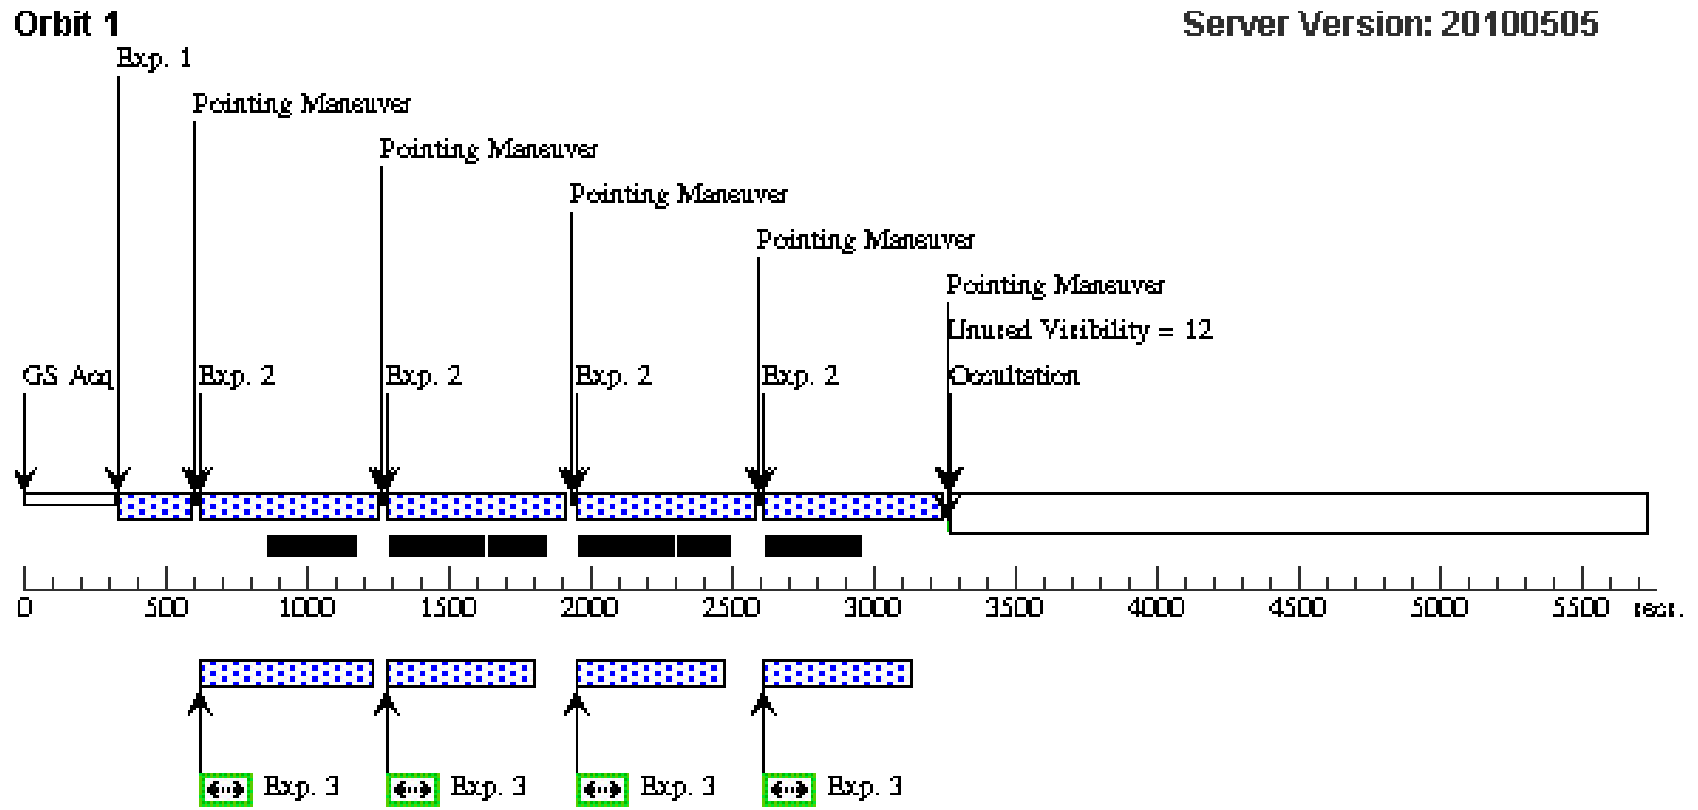 Orbit 1
Server Version: 20100505
Exp. 1
Pointing Maneuver
Pointing Maneuver
Pointing Maneuver
Pointing Maneuver
Pointing Maneuver
Unused Visibility = 12
GS Acq
Exp. 2
Exp. 2
Exp. 2
Exp. 2
Occultation
0 500 1000 1500 2000 2500 3000 3500 4000 4500 5000 5500 secs.
Exp. 3
Exp. 3
Exp. 3
Exp. 3